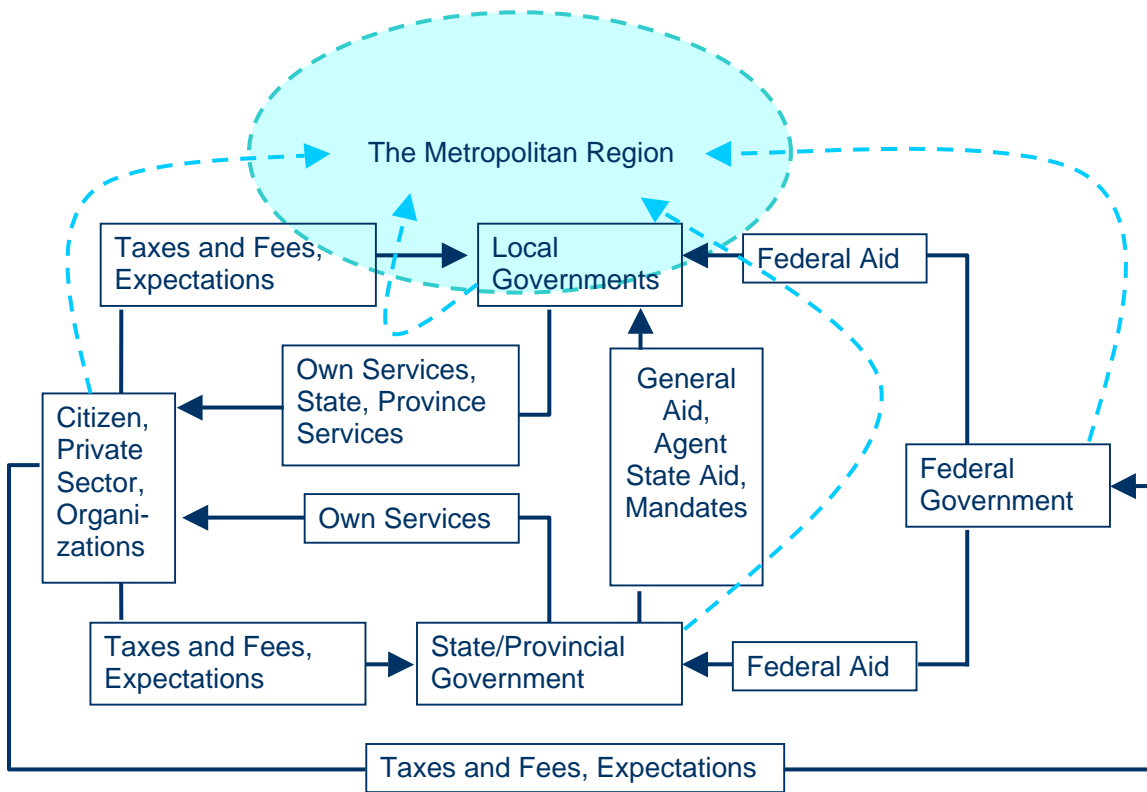 The Metropolitan Region
Taxes and Fees,
Expectations
Local
Governments
Federal Aid
Own Services,
State, Province
Services
General
Aid,
Agent
State Aid,
Mandates
Citizen,
Private
Sector,
Organi-
zations
Federal
Government
Own Services
Taxes and Fees,
Expectations
State/Provincial
Government
Federal Aid
Taxes and Fees, Expectations